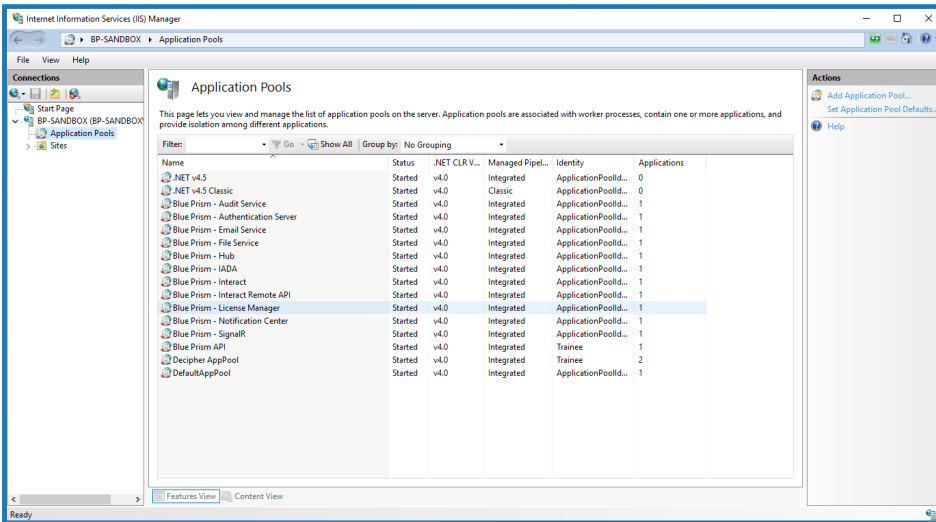 Internet Information Services (IIS) Manager
BP-SANDBOX Application Pools
File View Help
Connections
Start Page
BP-SANDBOX (BP-SANDBOX\
Application Pools
Sites
Application Pools
This page lets you view and manage the list of application pools on the server. Application pools are associated with worker processes, contain one or more applications, and
provide isolation among different applications.
Filter: Go Show All Group by: No Grouping
Name Status .NET CLR V... Managed Pipel... Identity Applications
.NET v4.5 Started v4.0 Integrated ApplicationPoolId... 0
.NET v4.5 Classic Started v4.0 Classic ApplicationPoolId... 0
Blue Prism - Audit Service Started v4.0 Integrated ApplicationPoolId... 1
Blue Prism - Authentication Server Started v4.0 Integrated ApplicationPoolId... 1
Blue Prism - Email Service Started v4.0 Integrated ApplicationPoolId... 1
Blue Prism - File Service Started v4.0 Integrated ApplicationPoolId... 1
Blue Prism - Hub Started v4.0 Integrated ApplicationPoolId... 1
Blue Prism - IADA Started v4.0 Integrated ApplicationPoolId... 1
Blue Prism - Interact Started v4.0 Integrated ApplicationPoolId... 1
Blue Prism - Interact Remote API Started v4.0 Integrated ApplicationPoolId... 1
Blue Prism - License Manager Started v4.0 Integrated ApplicationPoolId... 1
Blue Prism - Notification Center Started v4.0 Integrated ApplicationPoolId... 1
Blue Prism - SignalR Started v4.0 Integrated ApplicationPoolId... 1
Blue Prism API Started v4.0 Integrated Trainee 1
Decipher AppPool Started v4.0 Integrated Trainee 2
DefaultAppPool Started v4.0 Integrated ApplicationPoolId... 1
Features View Content View
Actions
Add Application Pool...
Set Application Pool Defaults...
Help
Ready